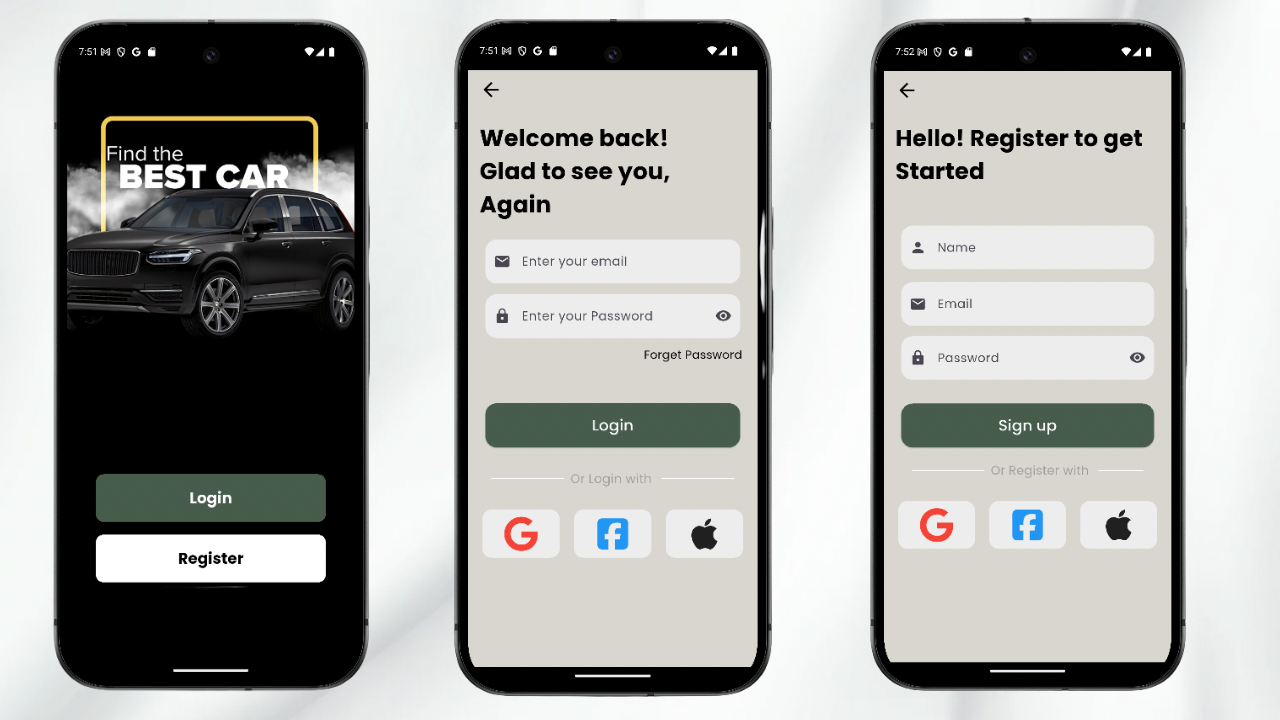 7:51
Find the
BEST CAR
Login
Register
7:51
Welcome back!
Glad to see you,
Again
Enter your email
Enter your Password
Forget Password
Login
Or Login with
7:52
Hello! Register to get
Started
Name
Email
Password
Sign up
Or Register with